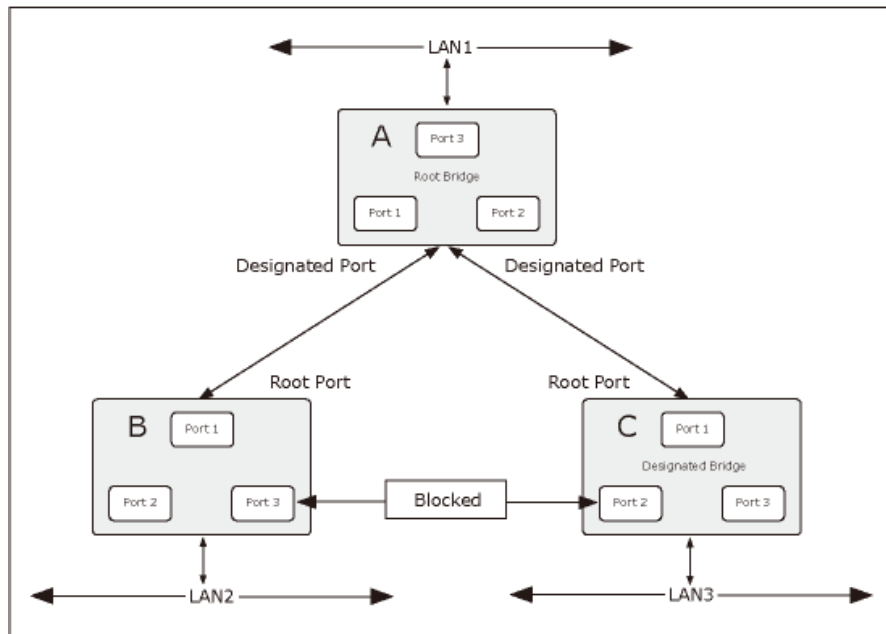 LAN1
A
Port 3
Root Bridge
Port 1
Port 2
Designated Port
Designated Port
Root Port
Root Port
B
Port 1
Port 2
Port 3
Blocked
C
Port 1
Designated Bridge
Port 2
Port 3
LAN2
LAN3